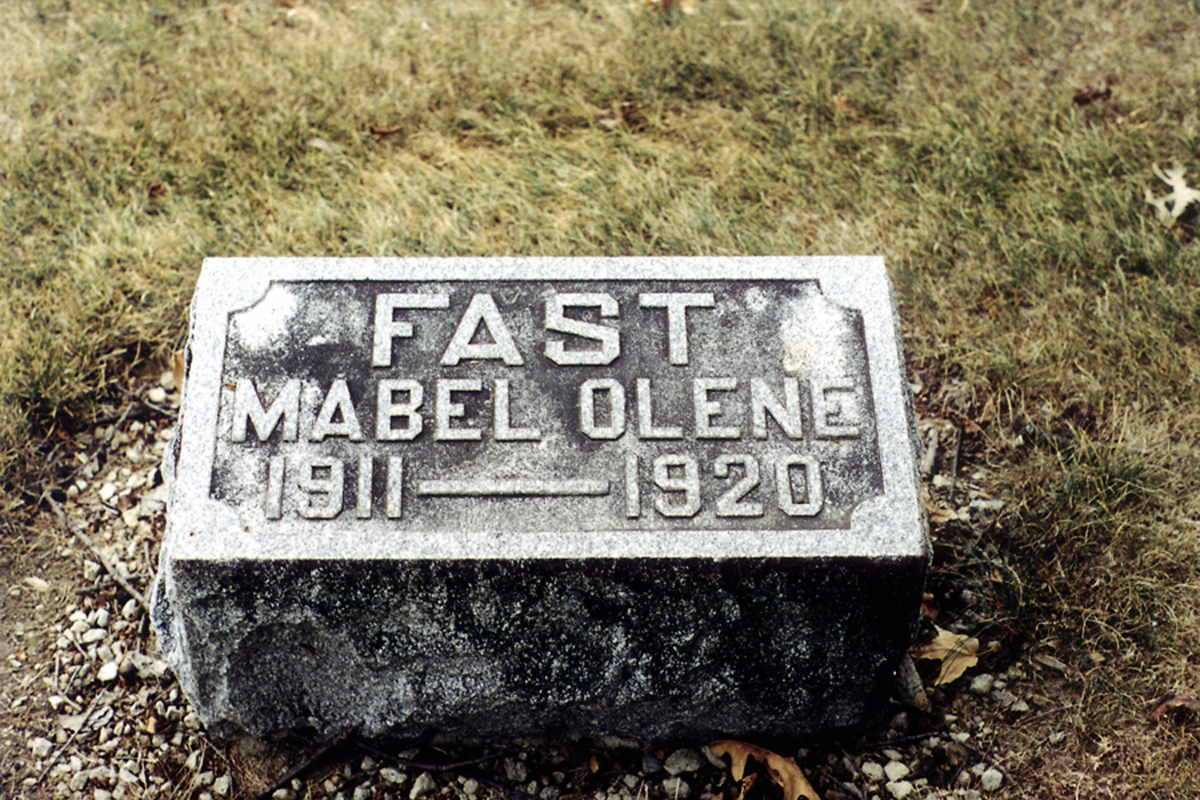 FAST
MABEL OLENE
1911 — 1920